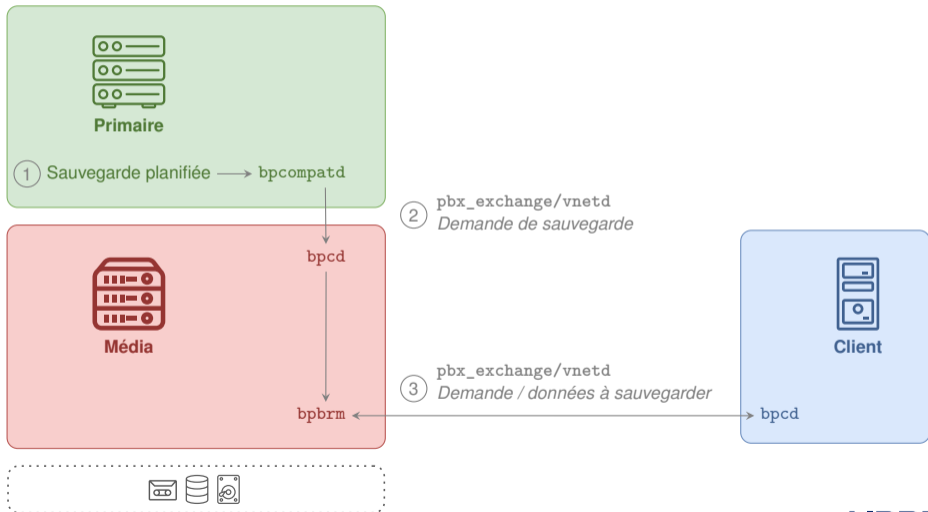 Primaire
1 Sauvegarde planifiée bpcompatd
2 pbx_exchange/vnetd
Demande de sauvegarde
bpcd
Média
Client
3 pbx_exchange/vnetd
Demande / données à sauvegarder
bpbrm
bpcd